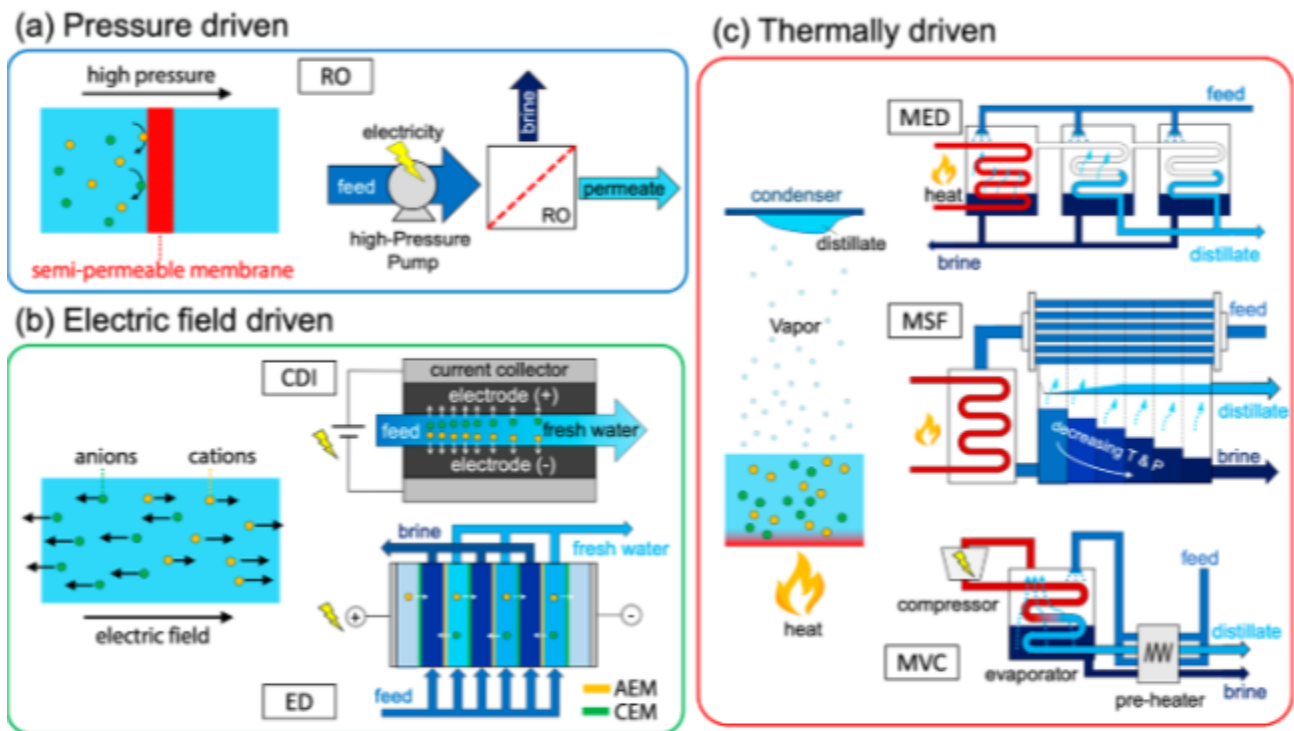 (a) Pressure driven
high pressure
RO
electricity
feed
high-Pressure
Pump
brine
RO
permeate
semi-permeable membrane
(b) Electric field driven
anions
cations
electric field
CDI
current collector
electrode (+)
feed
fresh water
electrode (-)
brine
fresh water
+
-
ED
feed
AEM
CEM
(c) Thermally driven
condenser
distillate
Vapor
heat
MED
feed
heat
brine
distillate
MSF
feed
distillate
decreasing T & P
brine
compressor
feed
distillate
MVC
evaporator
brine
pre-heater